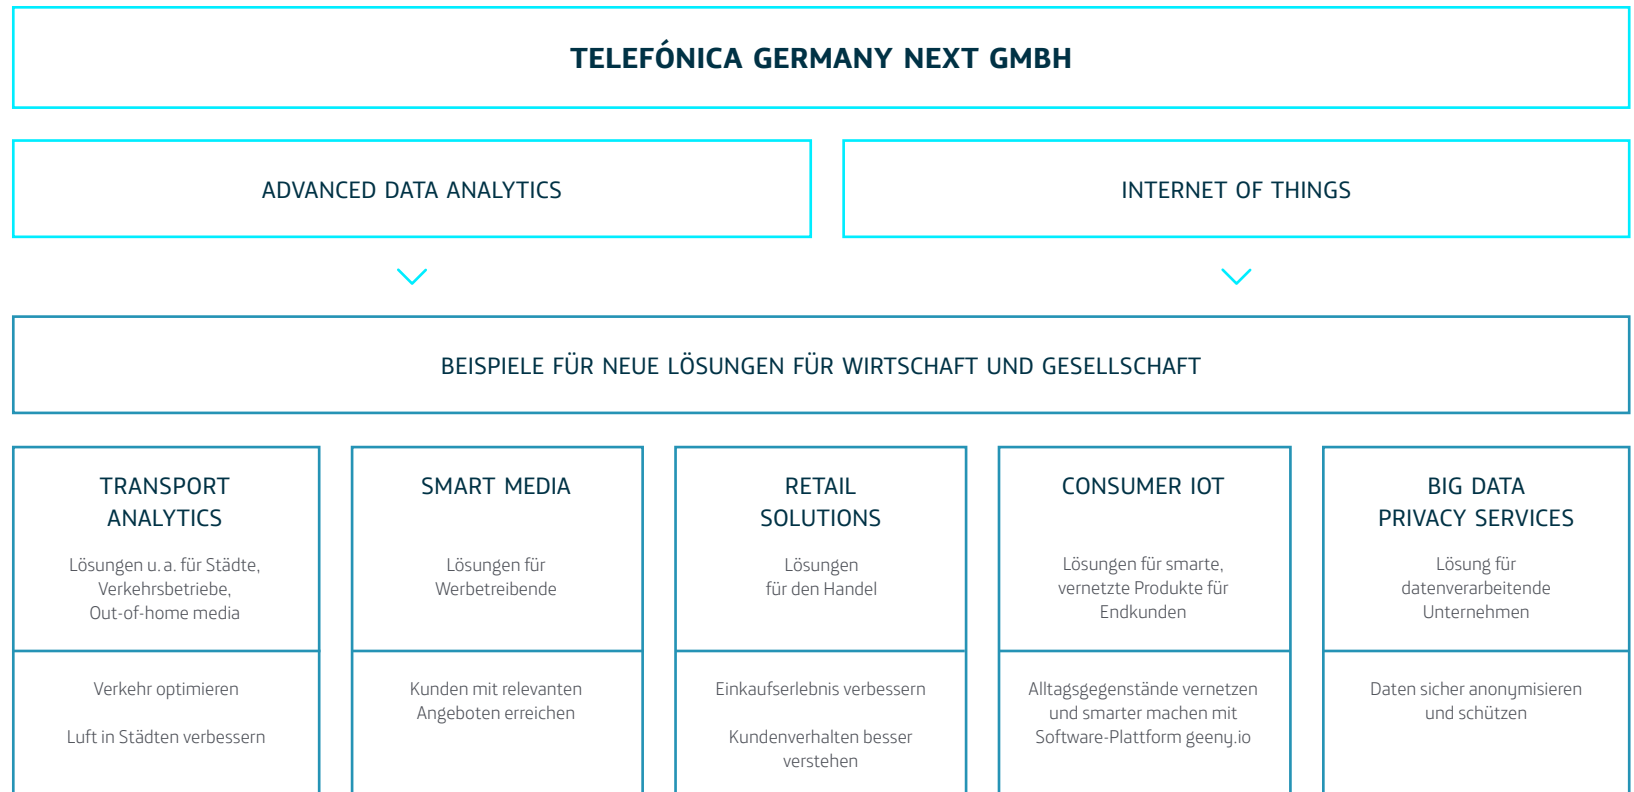 TELEFÓNICA GERMANY NEXT GMBH
ADVANCED DATA ANALYTICS
INTERNET OF THINGS
BEISPIELE FÜR NEUE LÖSUNGEN FÜR WIRTSCHAFT UND GESELLSCHAFT
TRANSPORT
ANALYTICS
Lösungen u. a. für Städte,
Verkehrsbetriebe,
Out-of-home media
Verkehr optimieren
Luft in Städten verbessern
SMART MEDIA
Lösungen für
Werbetreibende
Kunden mit relevanten
Angeboten erreichen
RETAIL
SOLUTIONS
Lösungen
für den Handel
Einkaufserlebnis verbessern
Kundenverhalten besser
verstehen
CONSUMER IOT
Lösungen für smarte,
vernetzte Produkte für
Endkunden
Alltagsgegenstände vernetzen
und smarter machen mit
Software-Plattform geeny.io
BIG DATA
PRIVACY SERVICES
Lösung für
datenverarbeitende
Unternehmen
Daten sicher anonymisieren
und schützen